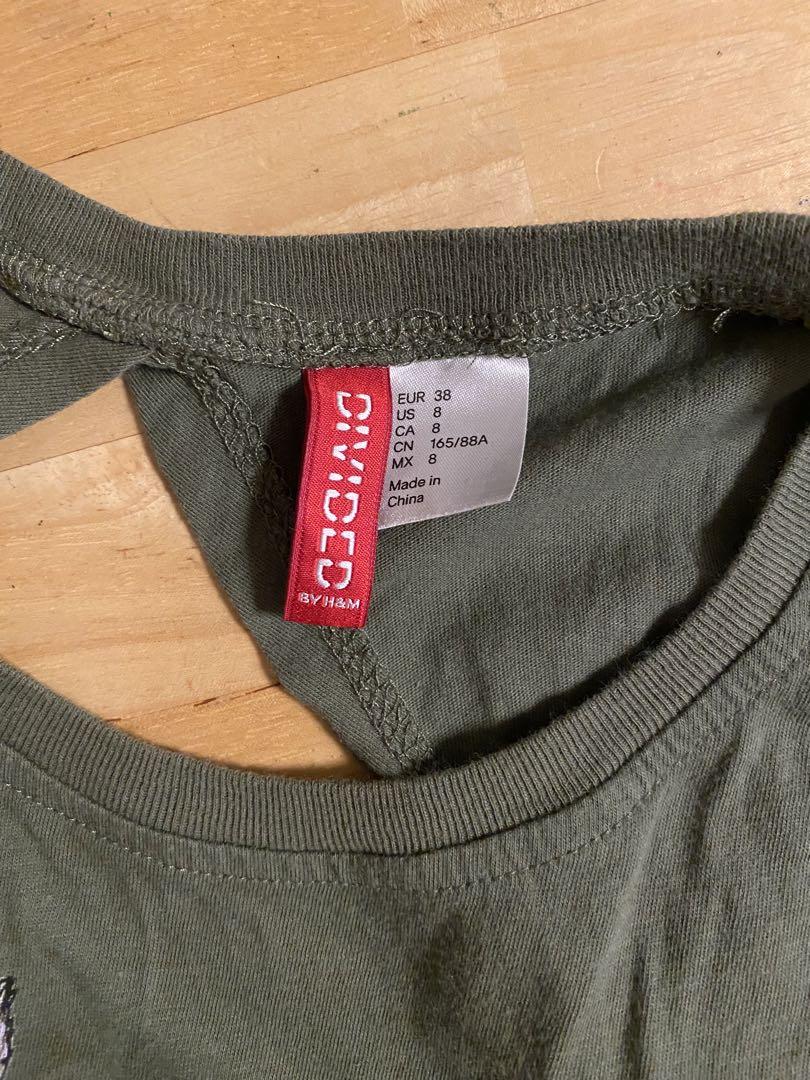 DIVIDED
BY H&M
EUR 38
US 8
CA 8
CN 165/88A
MX 8
Made in
China